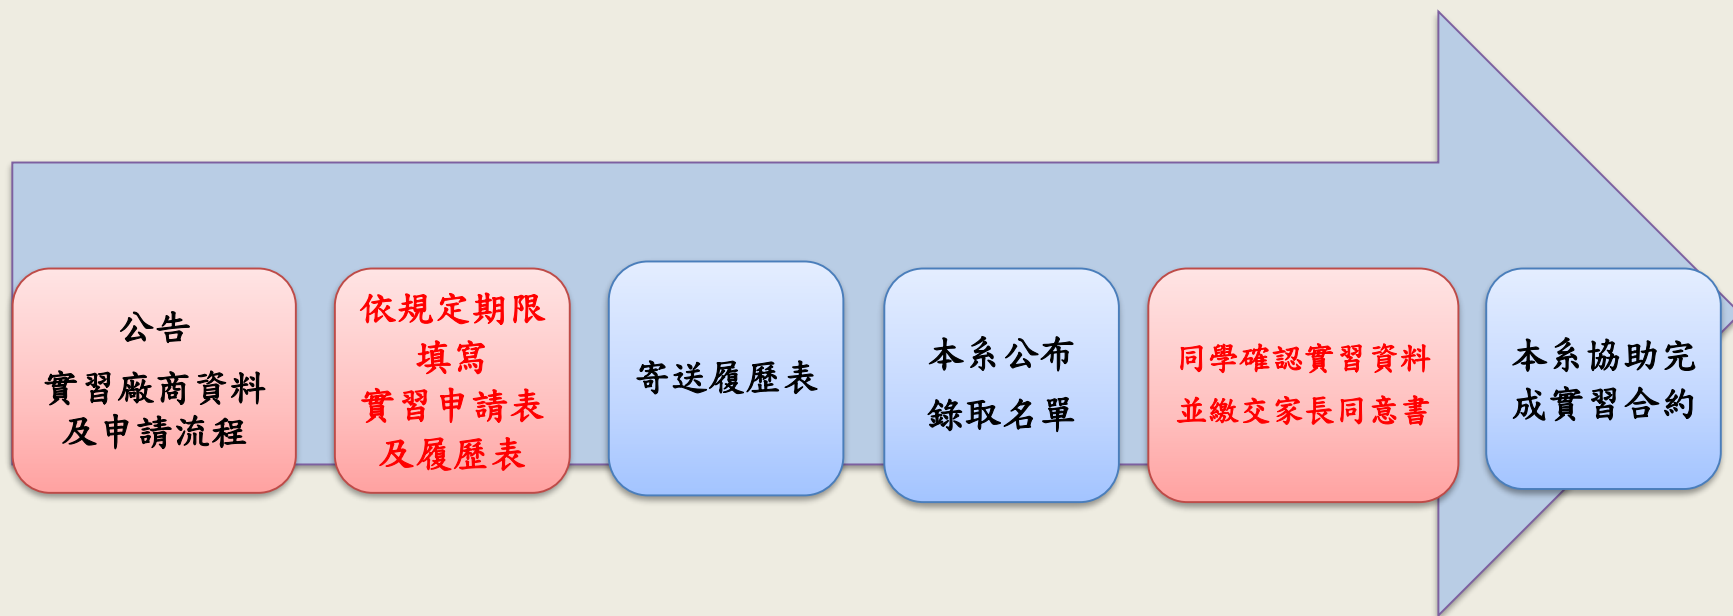 公告
實習廠商資料
及申請流程
依規定期限
填寫
實習申請表
及履歷表
寄送履歷表
本系公布
錄取名單
同學確認實習資料
並繳交家長同意書
本系協助完
成實習合約